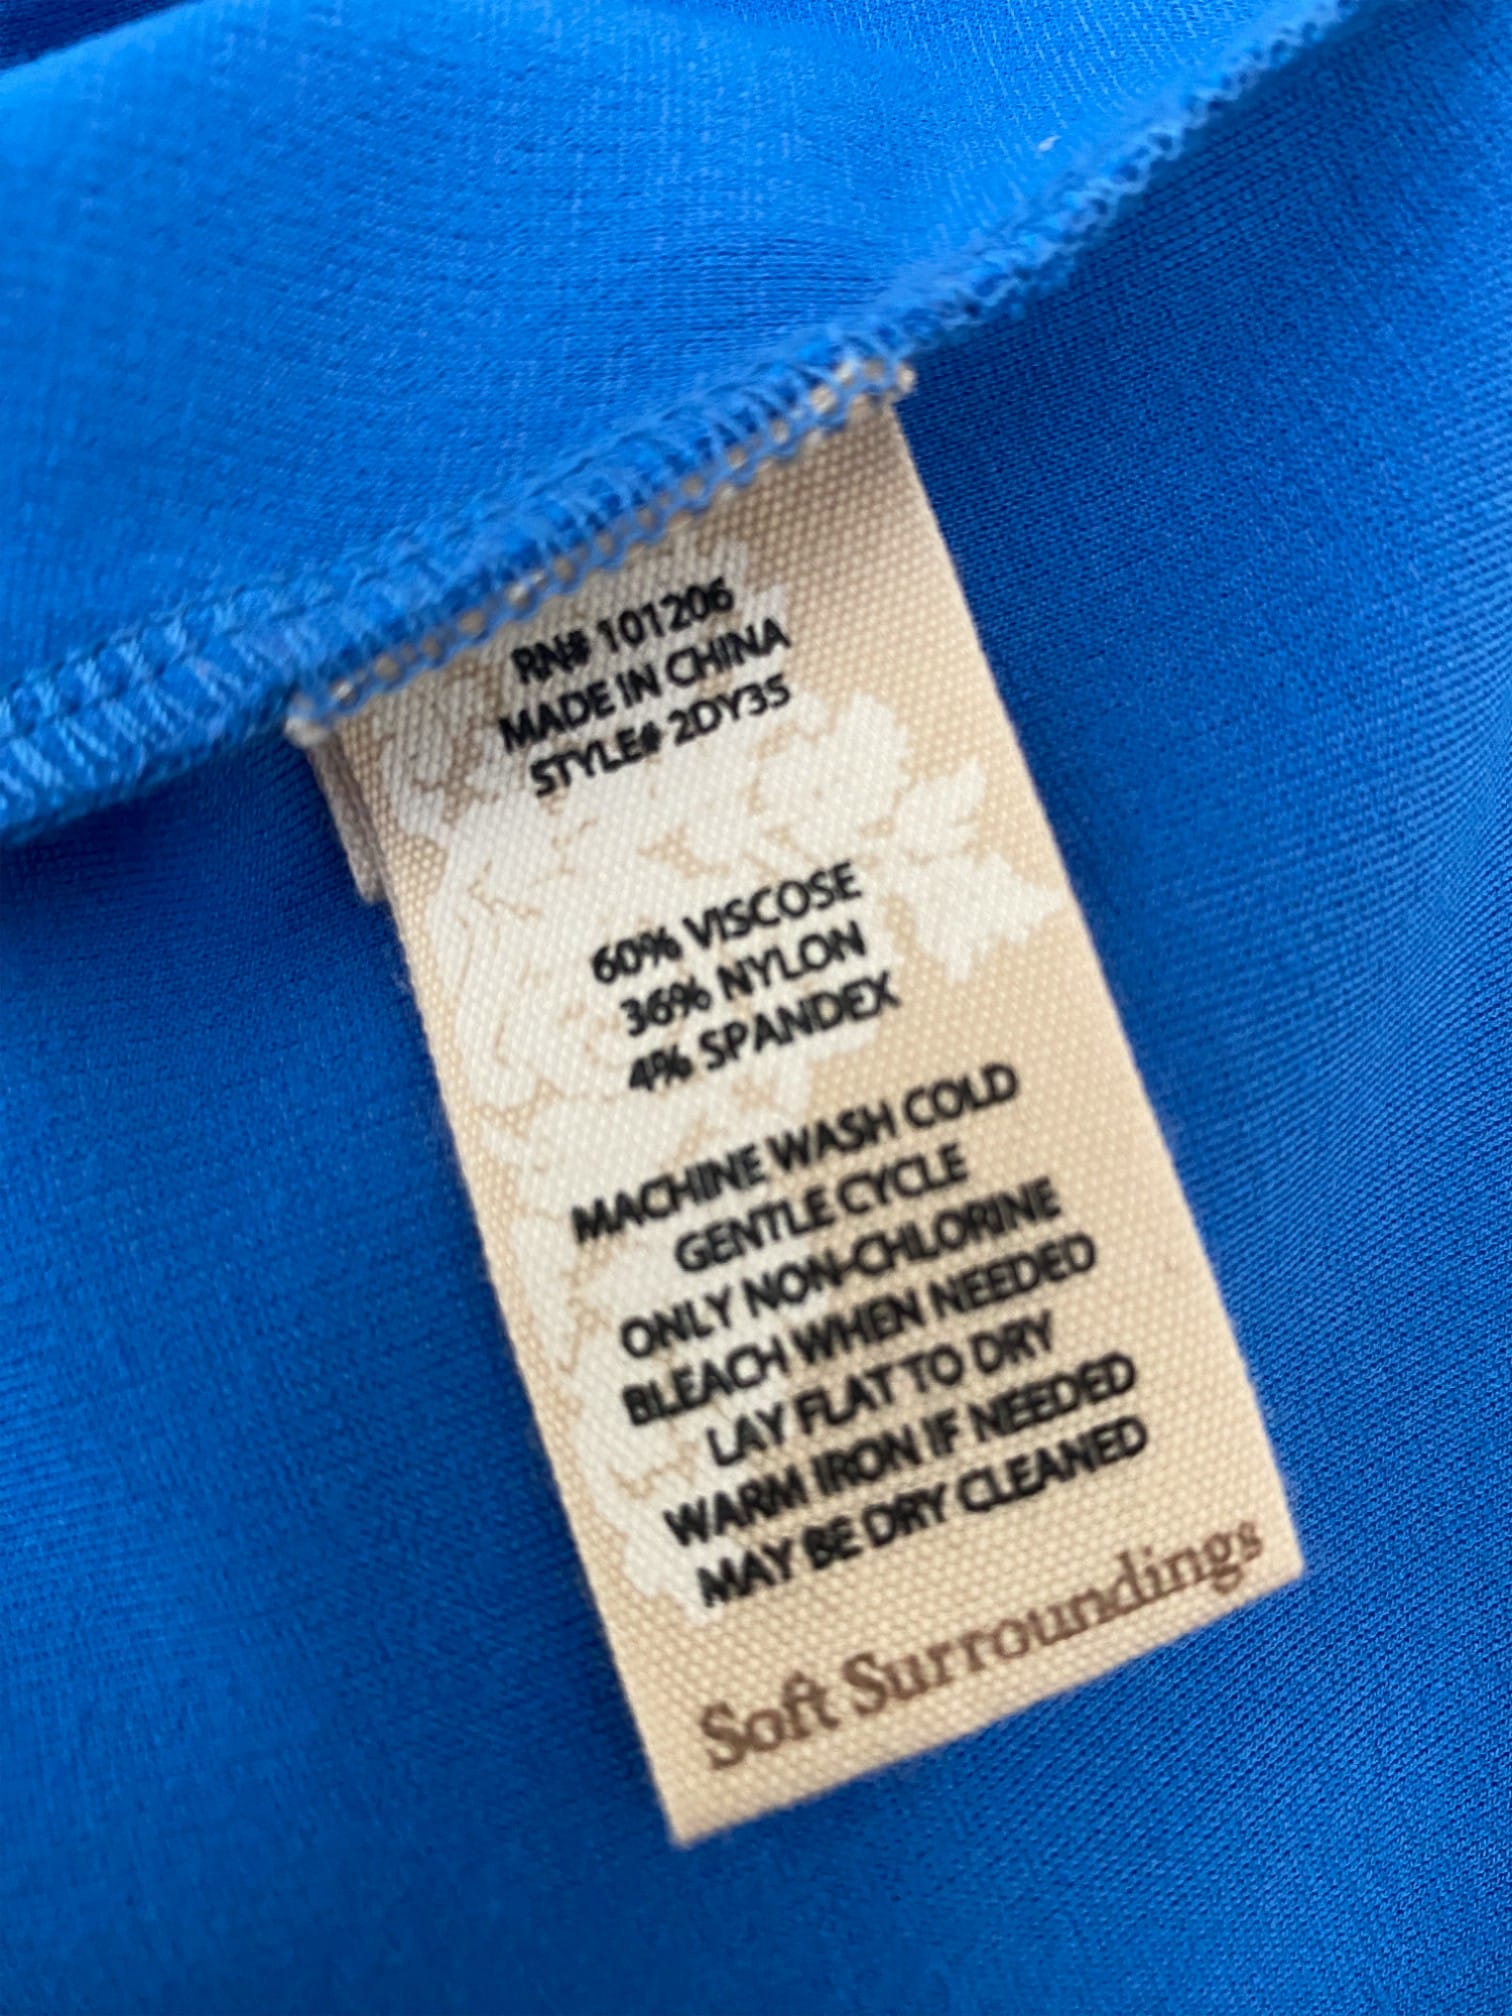 RN# 101206
MADE IN CHINA
STYLE# 2DY35
60% VISCOSE
36% NYLON
4% SPANDEX
MACHINE WASH COLD
GENTLE CYCLE
ONLY NON-CHLORINE
BLEACH WHEN NEEDED
LAY FLAT TO DRY
WARM IRON IF NEEDED
MAY BE DRY CLEANED
Soft Surroundings